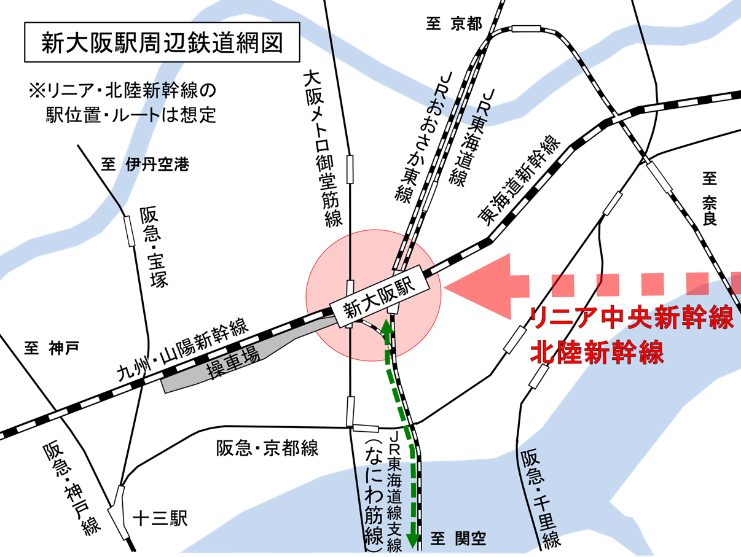 新大阪駅周辺鉄道網図
※リニア・北陸新幹線の
駅位置・ルートは想定
至 京都
至 伊丹空港
大阪メトロ御堂筋線
JRおおさか東線
JR東海道線
東海道新幹線
至 奈良
阪急・宝塚
新大阪駅
リニア中央新幹線
北陸新幹線
九州・山陽新幹線
操車場
至 神戸
阪急・神戸線
阪急・京都線
十三駅
JR東海道線支線
(なにわ筋線)
至 関空
阪急・千里線